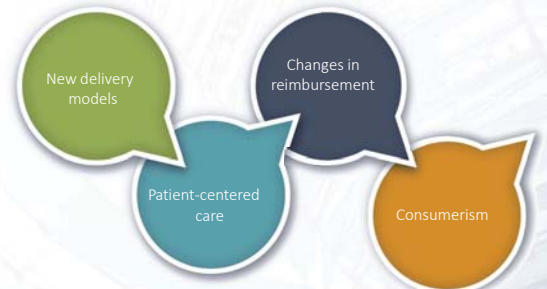 New delivery
models
Patient-centered
care
Changes in
reimbursement
Consumerism